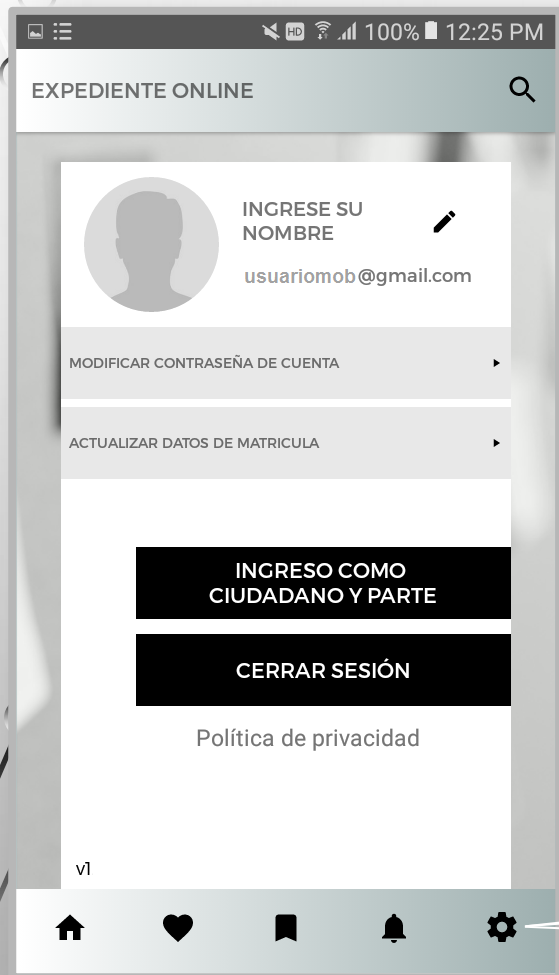 HD 100% 12:25 PM
EXPEDIENTE ONLINE
INGRESE SU
NOMBRE
usuariomob@gmail.com
MODIFICAR CONTRASEÑA DE CUENTA
ACTUALIZAR DATOS DE MATRICULA
INGRESO COMO
CIUDADANO Y PARTE
CERRAR SESIÓN
Política de privacidad
v1